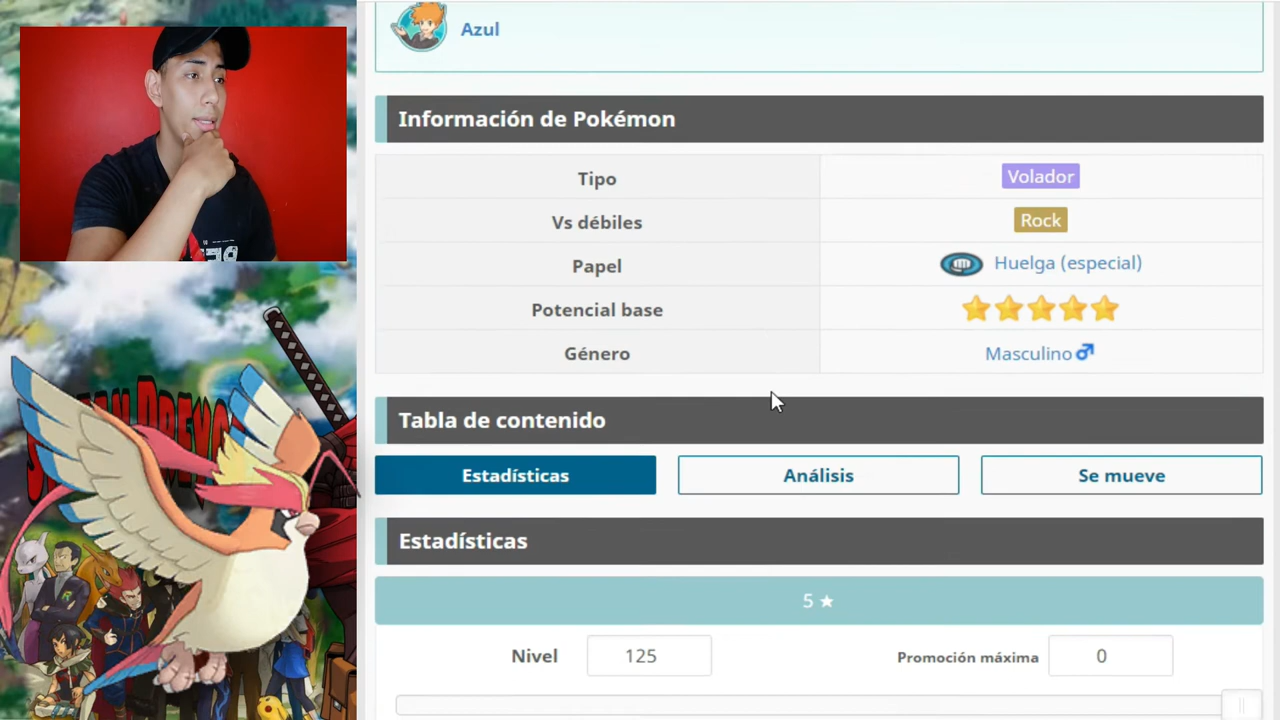 Azul
Información de Pokémon
Tipo Volador
Vs débiles Rock
Papel Huelga (especial)
Potencial base
Género Masculino♂
Tabla de contenido
Estadísticas Análisis Se mueve
Estadísticas
5 ★
Nivel 125 Promoción máxima 0